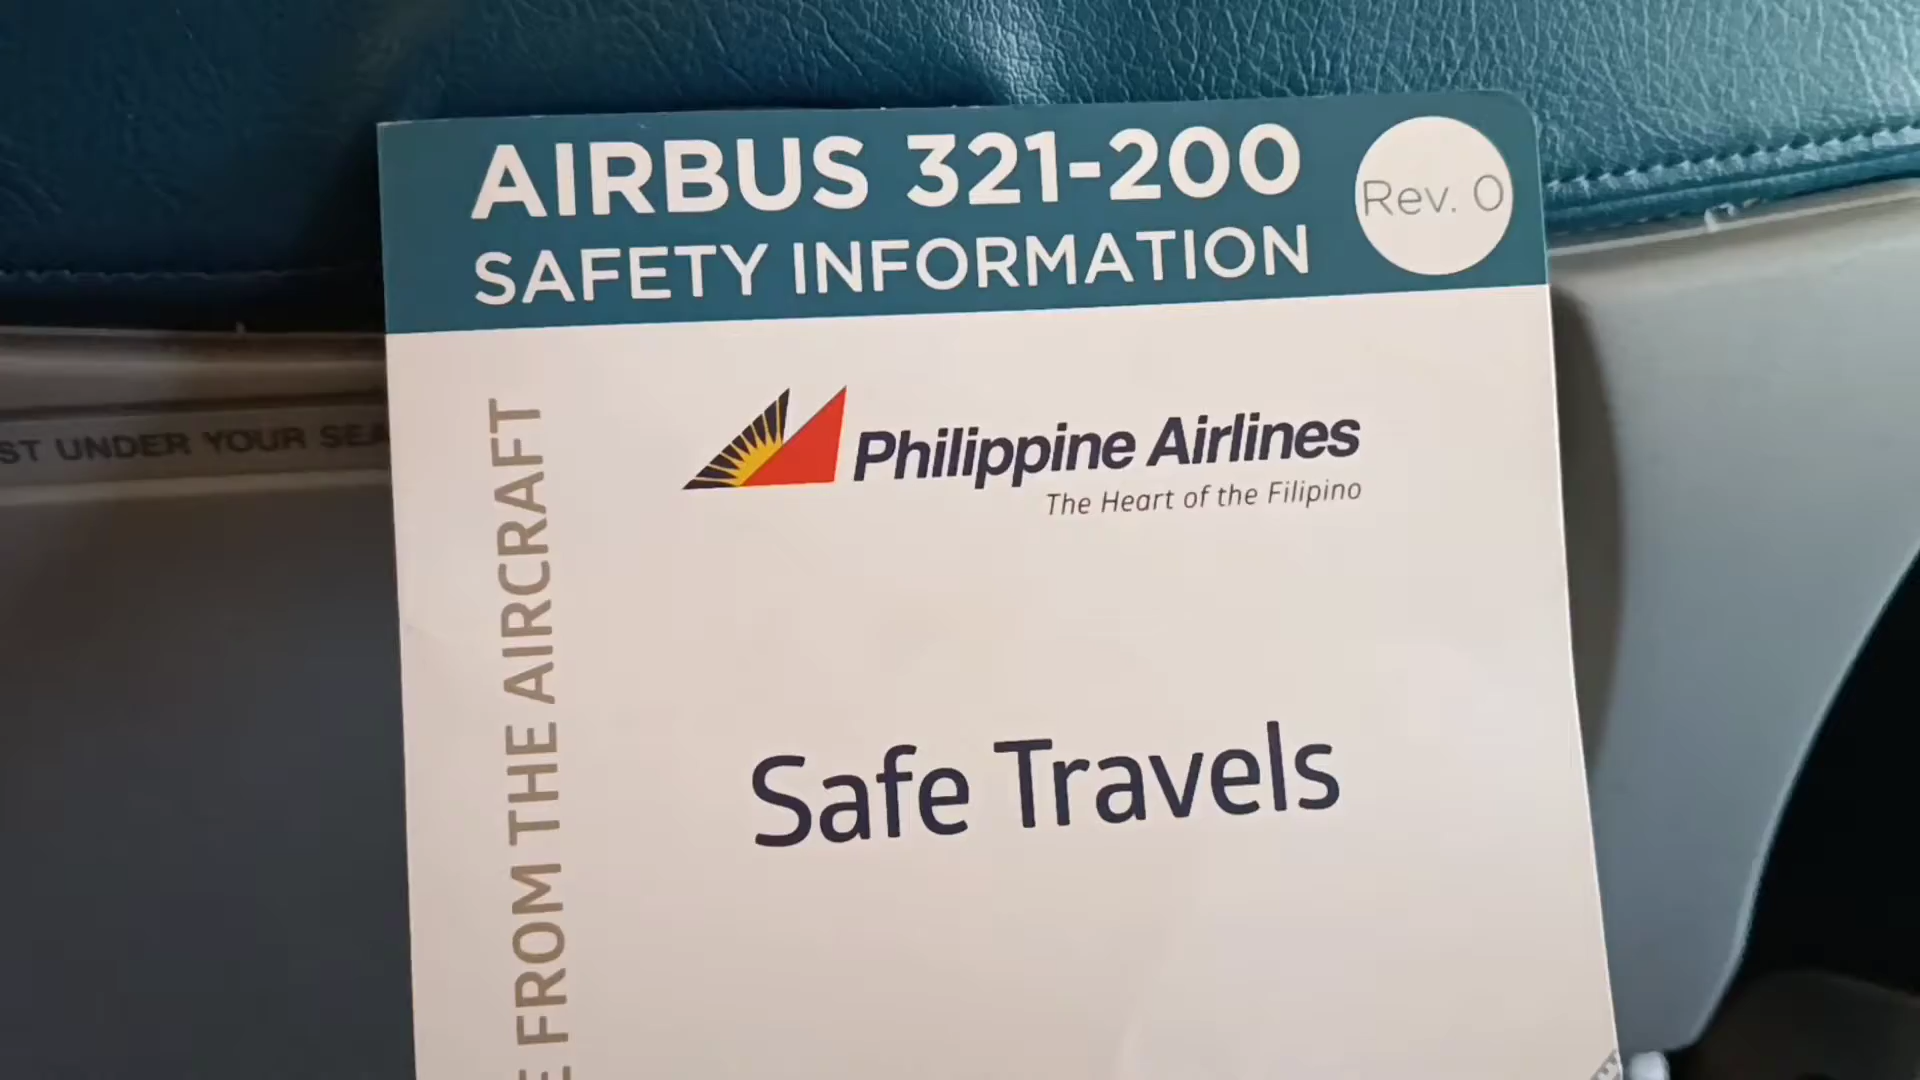 AIRBUS 321-200
SAFETY INFORMATION
Rev. 0
Philippine Airlines
The Heart of the Filipino
Safe Travels
FROM THE AIRCRAFT
UNDER YOUR